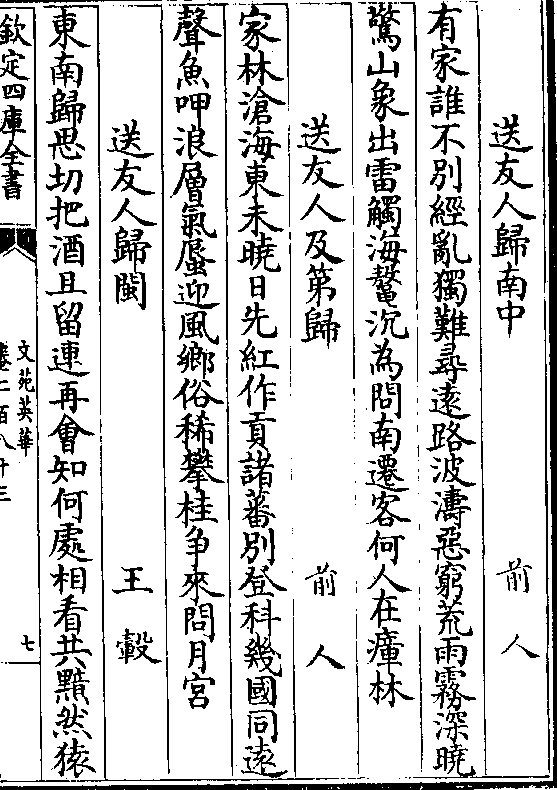 送友人歸南中　前人
有家誰不别經亂獨難尋逺路波濤惡窮荒雨霧深曉
驚山象出雷觸海鼇沉為問南遷客何人在瘴林
送友人及第歸　前人
家林滄海東未曉日先紅作貢諸蕃别登科幾國同逺
聲魚呷浪層氣蜃迎風鄉俗稀攀桂争來問月宫
送友人歸閩　王轂
東南歸思切把酒且留連再會知何處相看共黯然猿
欽定四庫全書
文苑英華
卷二百八十三
七